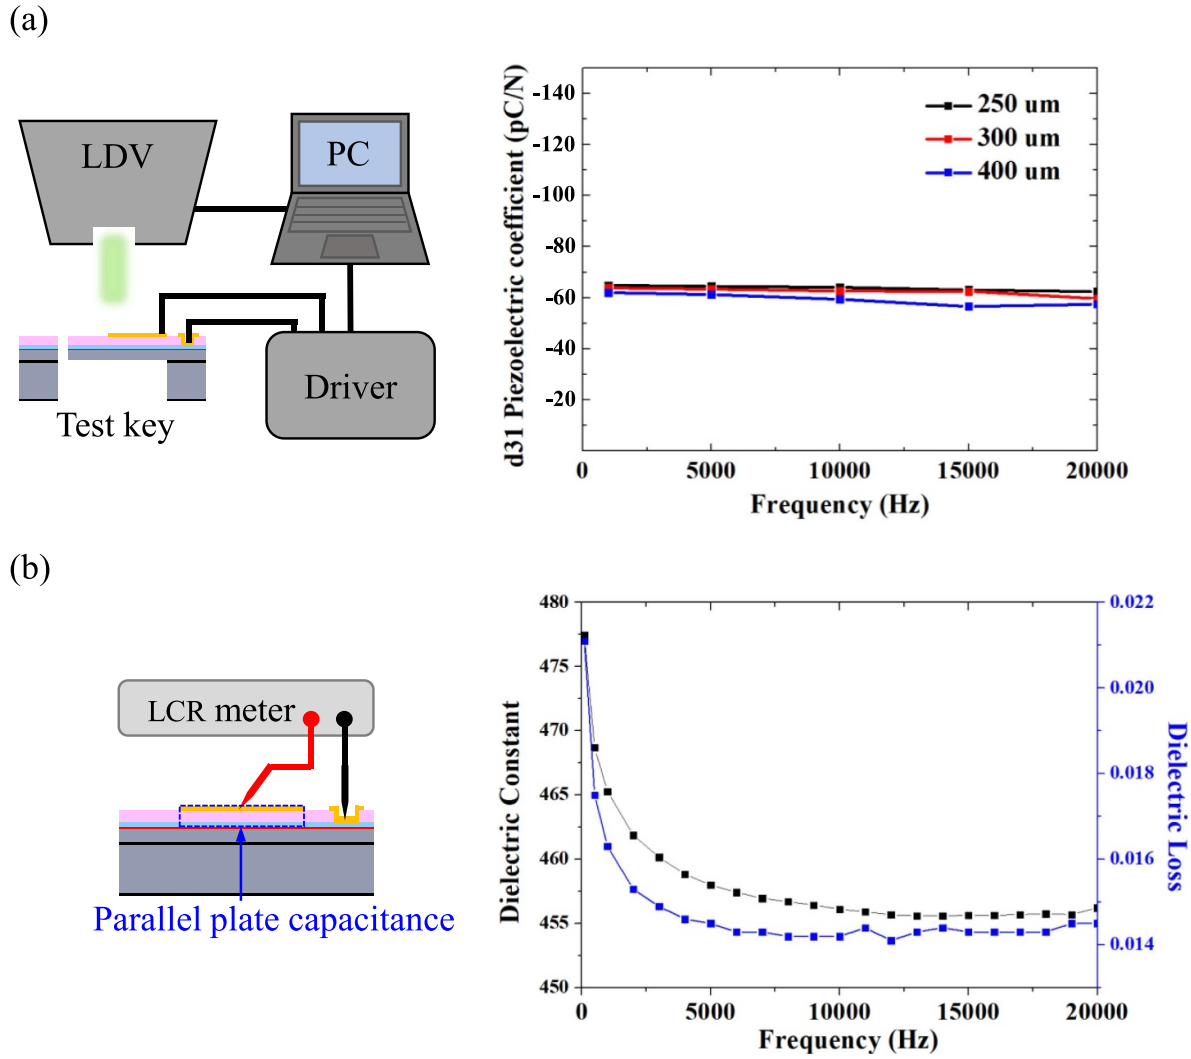 (a)
LDV
PC
Driver
Test key
d31 Piezoelectric coefficient (pC/N)
-140
-120
-100
-80
-60
-40
-20
250 um
300 um
400 um
0
5000
10000
15000
20000
Frequency (Hz)
(b)
LCR meter
Parallel plate capacitance
Dielectric Constant
480
475
470
465
460
455
450
0.022
0.020
0.018
0.016
0.014
Dielectric Loss
0
5000
10000
15000
20000
Frequency (Hz)